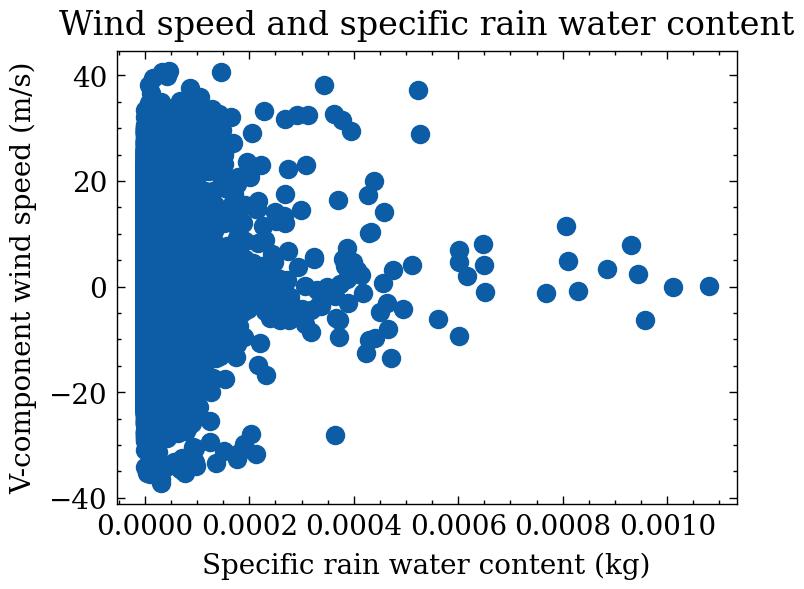 Wind speed and specific rain water content
V-component wind speed (m/s)
40
20
0
−20
−40
0.0000 0.0002 0.0004 0.0006 0.0008 0.0010
Specific rain water content (kg)